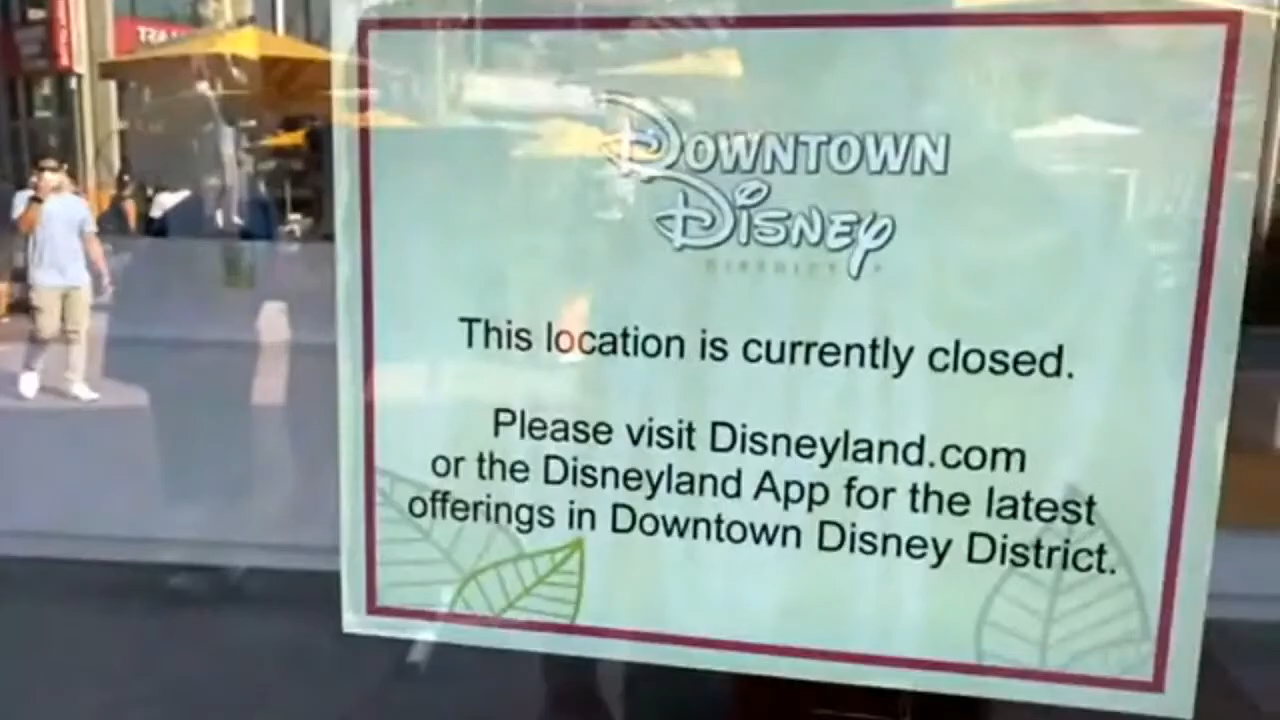 DOWNTOWN
DISNEY
DISTRICT
This location is currently closed.
Please visit Disneyland.com
or the Disneyland App for the latest
offerings in Downtown Disney District.